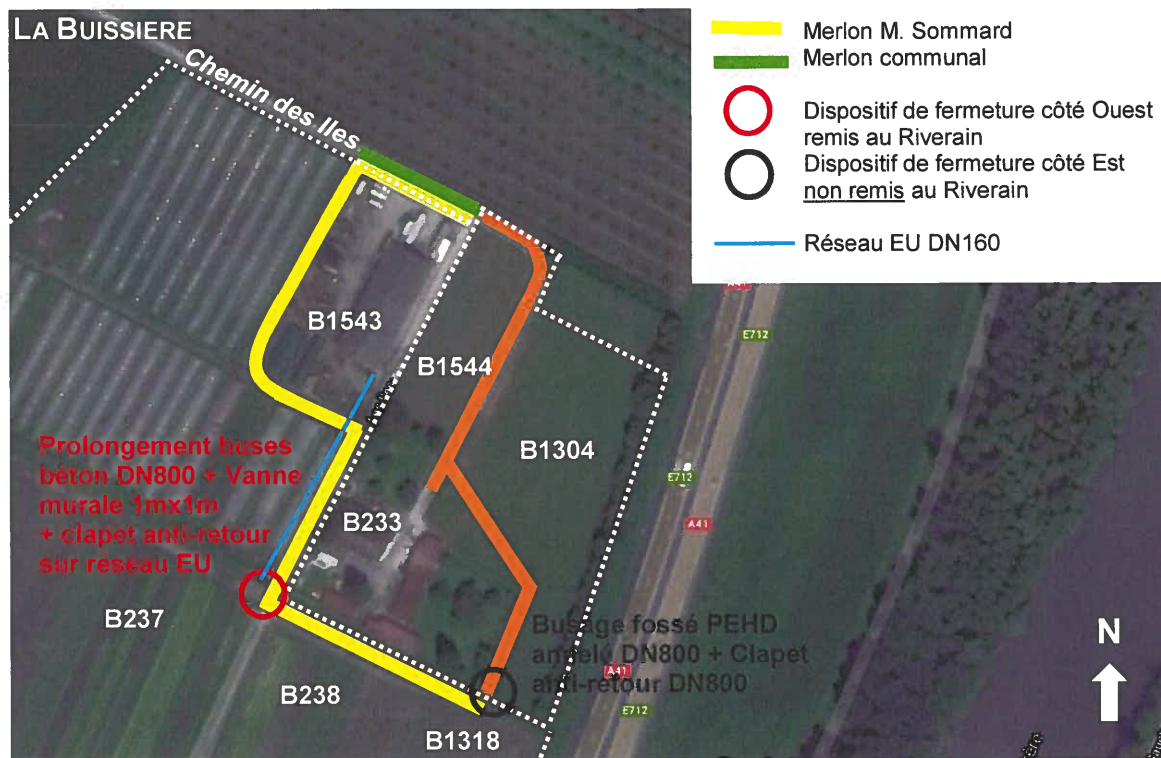 LA BUISSIERE
Chemin des Iles
Merlon M. Sommard
Merlon communal
Dispositif de fermeture côté Ouest
remis au Riverain
Dispositif de fermeture côté Est
non remis au Riverain
Réseau EU DN160
A41
E712
B1543
B1544
B1304
Prolongement buses
béton DN800 + Vanne
murale 1mx1m
+ clapet anti-retour
sur réseau EU
E712
A41
B233
B237
Busage fossé PEHD
annelé DN800 + Clapet
anti-retour DN800
A41
E712
B238
B1318
N